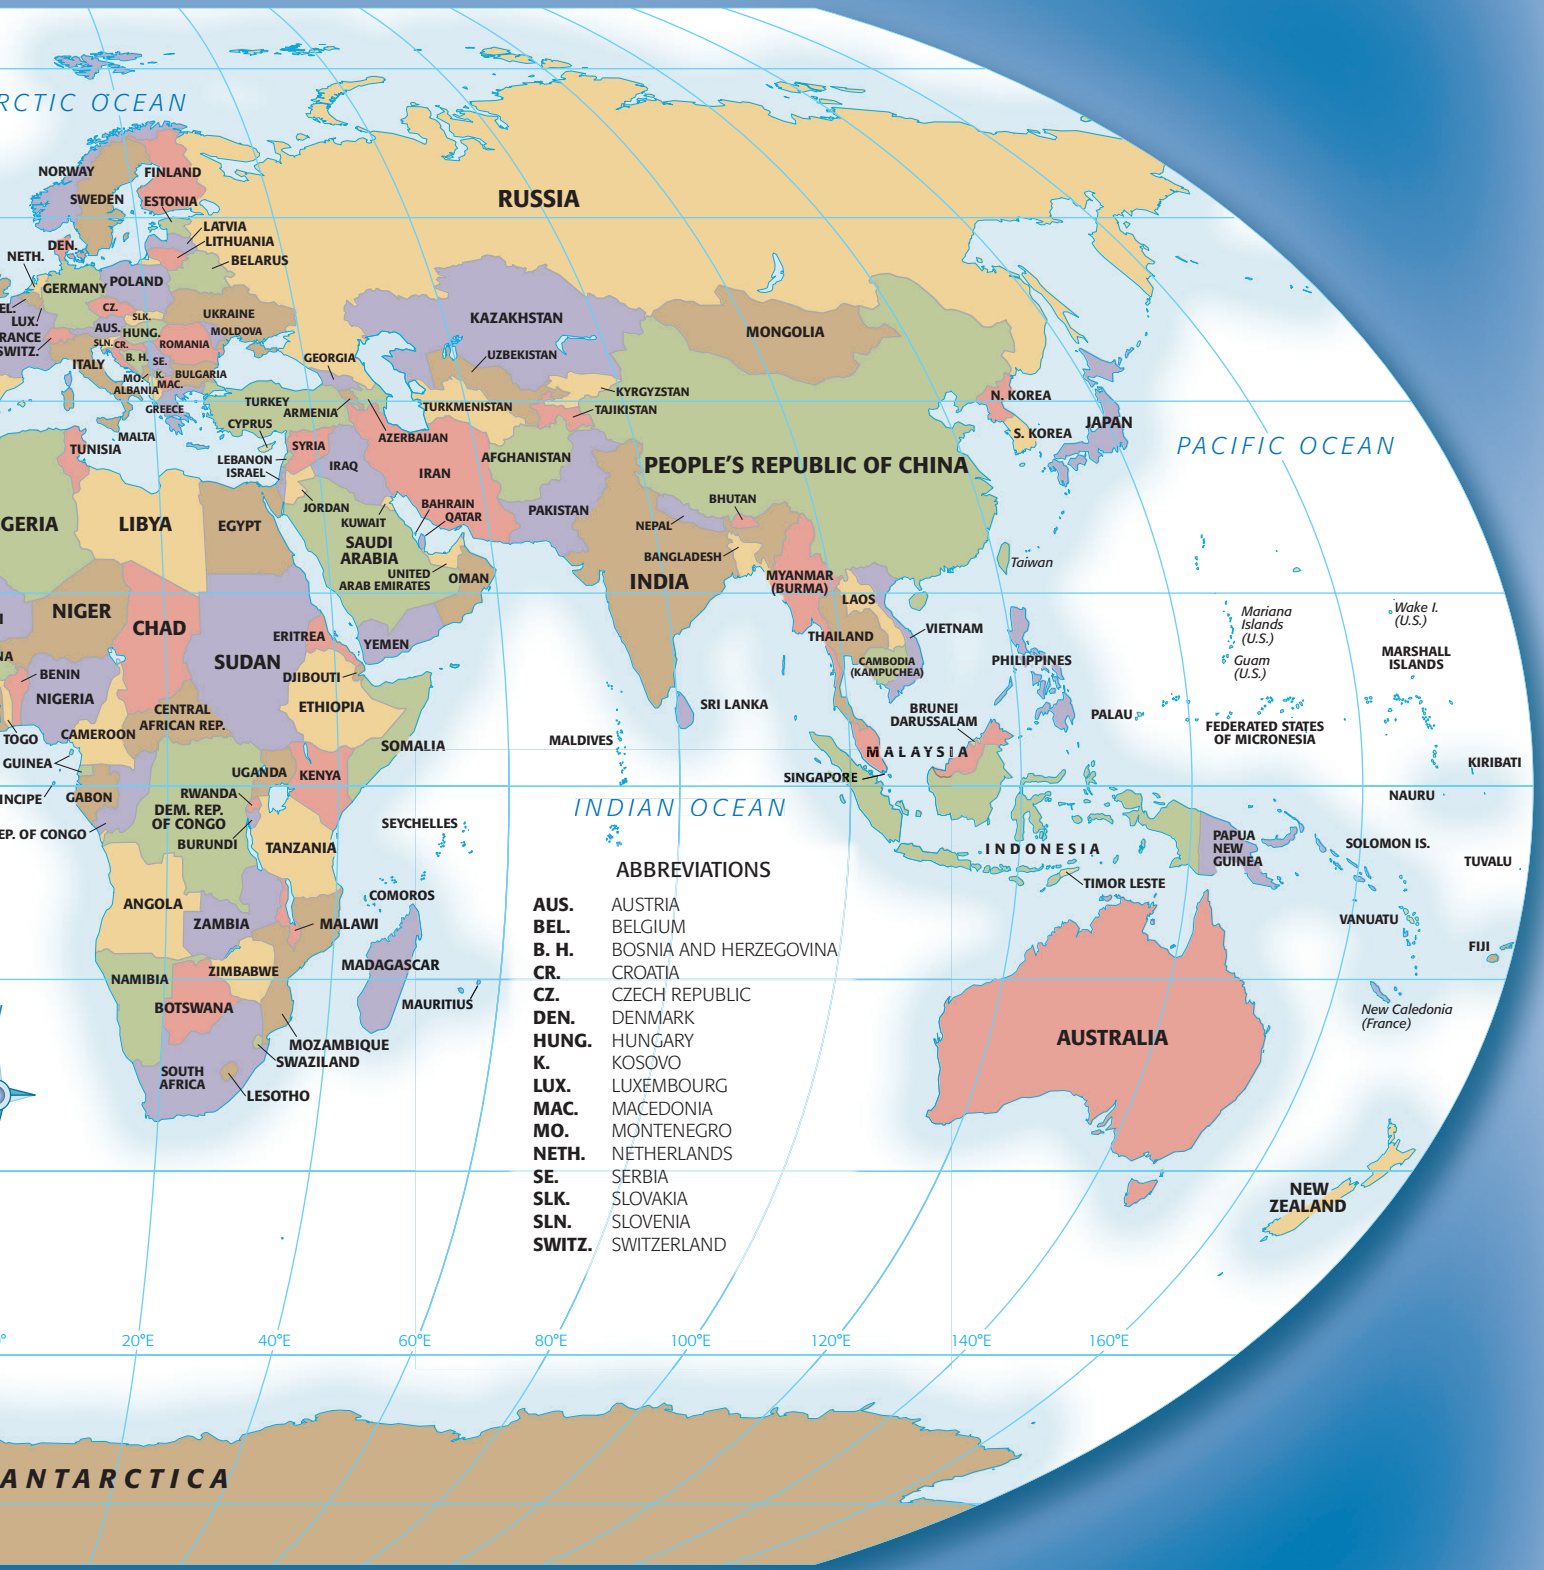 RCTIC OCEAN
NORWAY
FINLAND
SWEDEN
ESTONIA
RUSSIA
LATVIA
LITHUANIA
DEN.
NETH.
BELARUS
GERMANY
POLAND
EL.
CZ.
LUX.
SLK.
UKRAINE
RANCE
AUS.
HUNG.
MOLDOVA
SWITZ.
SLN.
CR.
ROMANIA
B. H.
SE.
ITALY
K.
BULGARIA
MO.
MAC.
ALBANIA
GREECE
GEORGIA
KAZAKHSTAN
UZBEKISTAN
MONGOLIA
KYRGYZSTAN
TAJIKISTAN
TURKMENISTAN
TURKEY
ARMENIA
AZERBAIJAN
CYPRUS
MALTA
TUNISIA
SYRIA
LEBANON
ISRAEL
IRAQ
IRAN
AFGHANISTAN
JORDAN
KUWAIT
BAHRAIN
QATAR
PAKISTAN
PEOPLE'S REPUBLIC OF CHINA
N. KOREA
S. KOREA
JAPAN
PACIFIC OCEAN
BHUTAN
NEPAL
BANGLADESH
INDIA
MYANMAR
(BURMA)
LAOS
THAILAND
VIETNAM
CAMBODIA
(KAMPUCHEA)
Taiwan
GERIA
LIBYA
EGYPT
SAUDI
ARABIA
UNITED
ARAB EMIRATES
OMAN
YEMEN
I
NIGER
CHAD
SUDAN
ERITREA
DJIBOUTI
ETHIOPIA
SOMALIA
NA
BENIN
NIGERIA
TOGO
CAMEROON
CENTRAL
AFRICAN REP.
GUINEA
INCIPE
GABON
EP. OF CONGO
UGANDA
KENYA
RWANDA
DEM. REP.
OF CONGO
BURUNDI
TANZANIA
ANGOLA
ZAMBIA
MALAWI
COMOROS
SEYCHELLES
NAMIBIA
ZIMBABWE
BOTSWANA
MADAGASCAR
MAURITIUS
MOZAMBIQUE
SWAZILAND
SOUTH
AFRICA
LESOTHO
SRI LANKA
MALDIVES
INDIAN OCEAN
PHILIPPINES
BRUNEI
DARUSSALAM
MALAYSIA
SINGAPORE
INDONESIA
TIMOR LESTE
PALAU
Mariana
Islands
(U.S.)
Guam
(U.S.)
Wake I.
(U.S.)
MARSHALL
ISLANDS
FEDERATED STATES
OF MICRONESIA
KIRIBATI
NAURU
PAPUA
NEW
GUINEA
SOLOMON IS.
TUVALU
VANUATU
FIJI
New Caledonia
(France)
AUSTRALIA
NEW
ZEALAND
ABBREVIATIONS
AUS. AUSTRIA
BEL. BELGIUM
B. H. BOSNIA AND HERZEGOVINA
CR. CROATIA
CZ. CZECH REPUBLIC
DEN. DENMARK
HUNG. HUNGARY
K. KOSOVO
LUX. LUXEMBOURG
MAC. MACEDONIA
MO. MONTENEGRO
NETH. NETHERLANDS
SE. SERBIA
SLK. SLOVAKIA
SLN. SLOVENIA
SWITZ. SWITZERLAND
° 20°E 40°E 60°E 80°E 100°E 120°E 140°E 160°E
ANTARCTICA